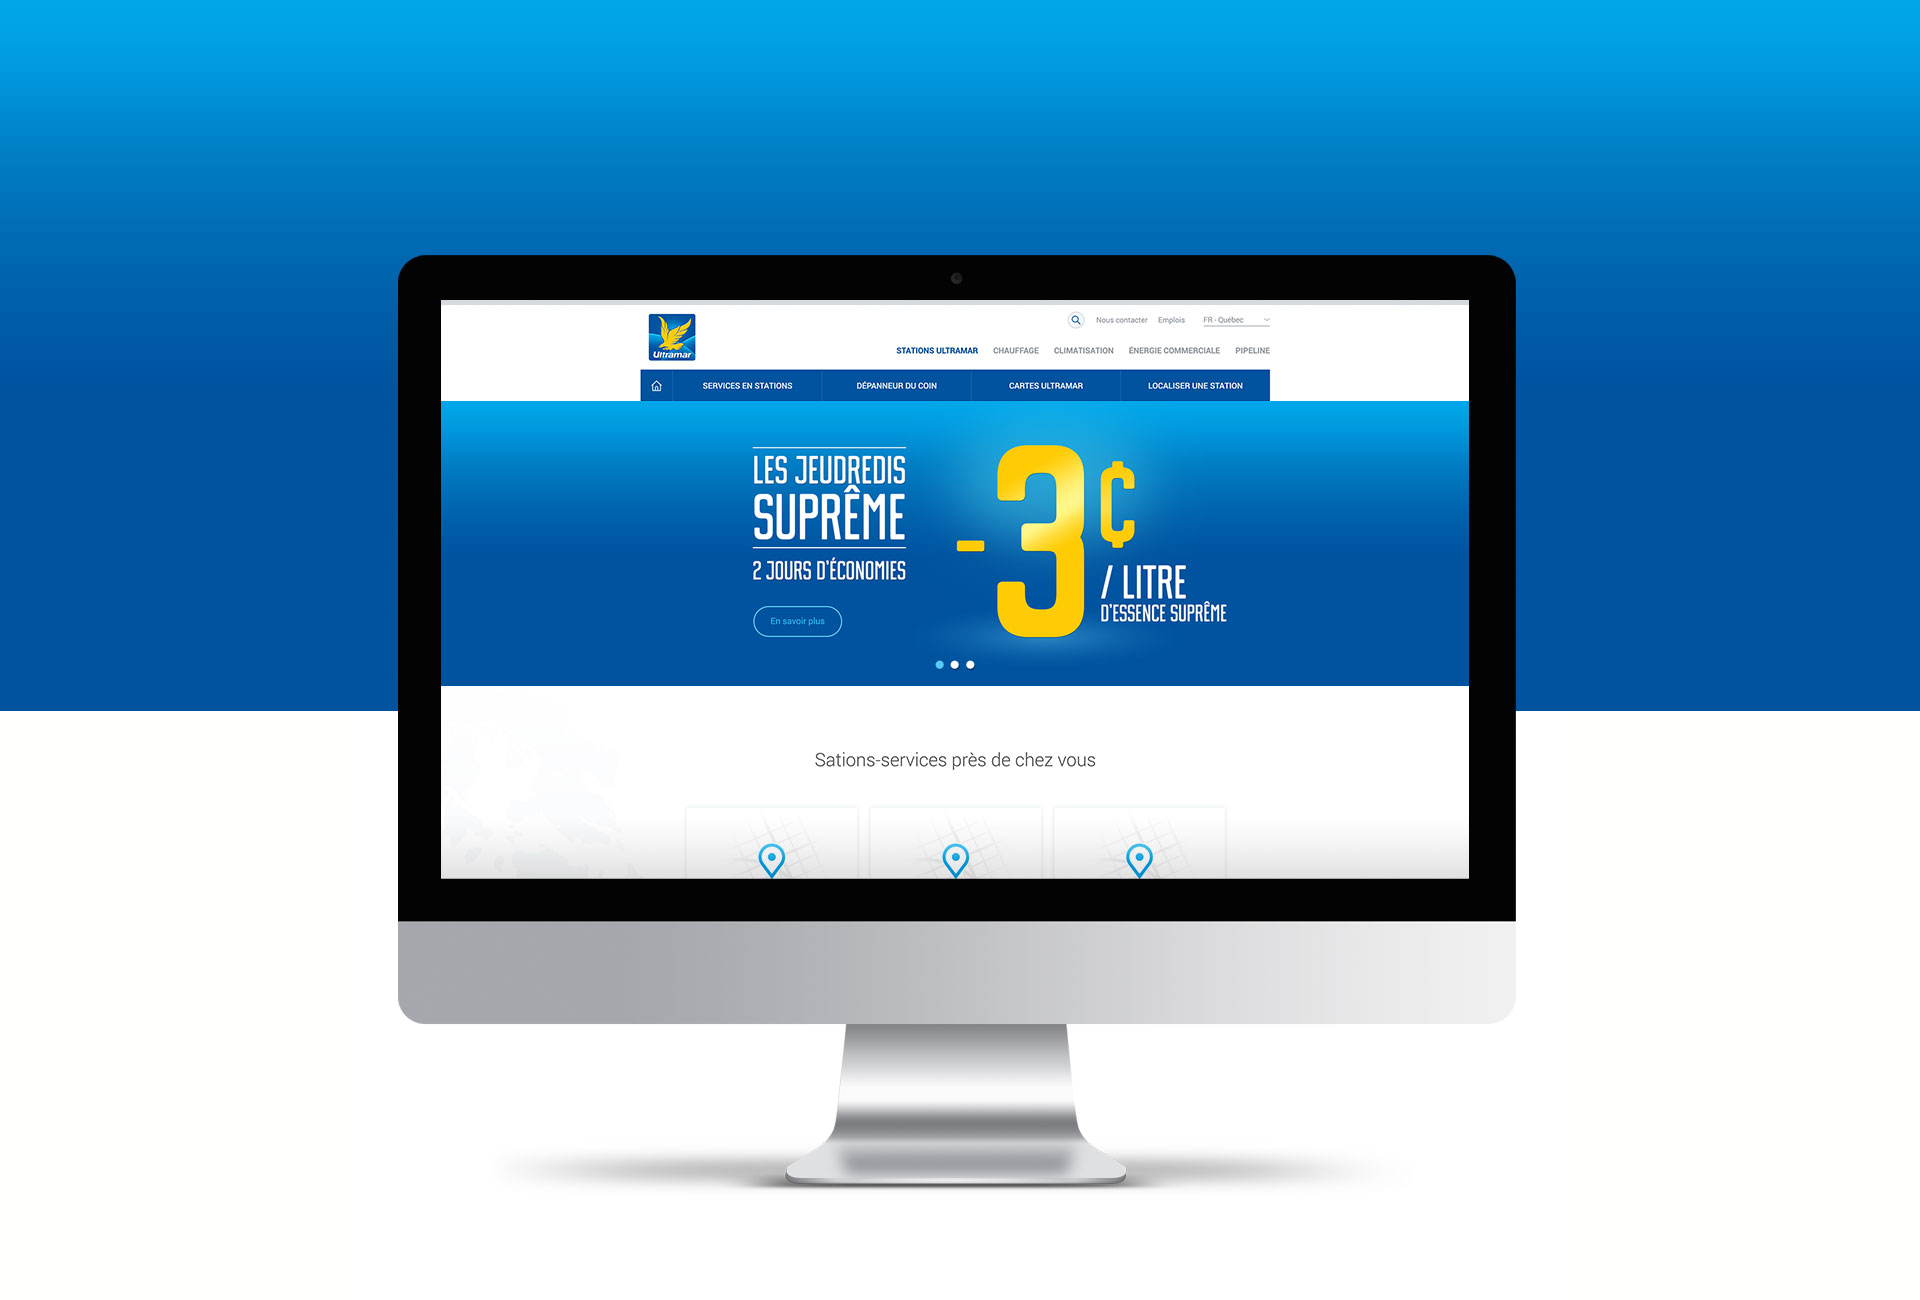 Ultramar
Nous contacter Emplois FR - Québec
STATIONS ULTRAMAR CHAUFFAGE CLIMATISATION ÉNERGIE COMMERCIALE PIPELINE
SERVICES EN STATIONS DÉPANNEUR DU COIN CARTES ULTRAMAR LOCALISER UNE STATION
LES JEUDREDIS
SUPRÊME
2 JOURS D'ÉCONOMIES
En savoir plus
-3¢
/ LITRE
D'ESSENCE SUPRÊME
Sations-services près de chez vous